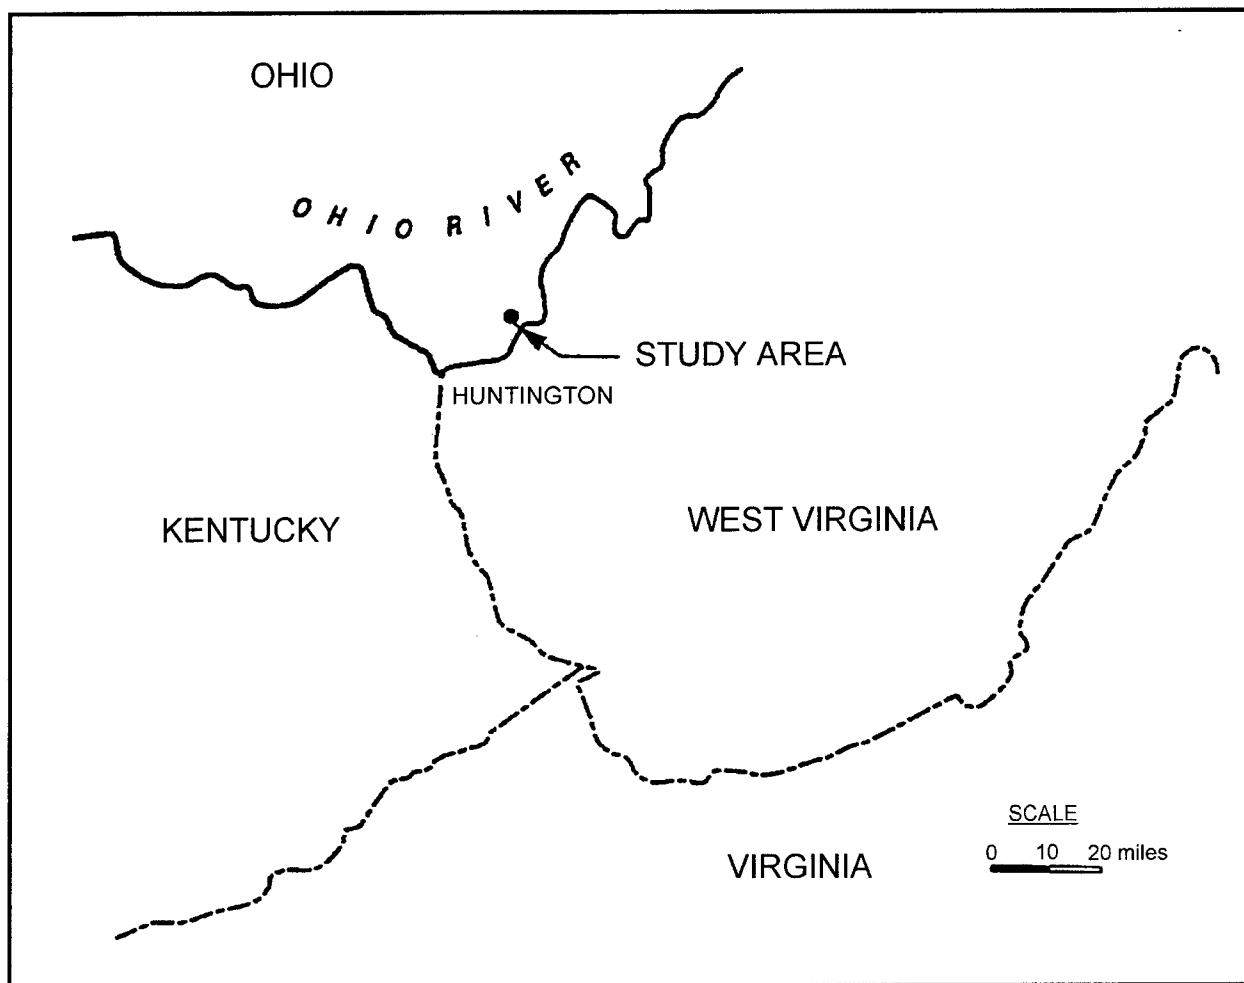 OHIO
OHIO RIVER
STUDY AREA
HUNTINGTON
KENTUCKY
WEST VIRGINIA
SCALE
0 10 20 miles
VIRGINIA